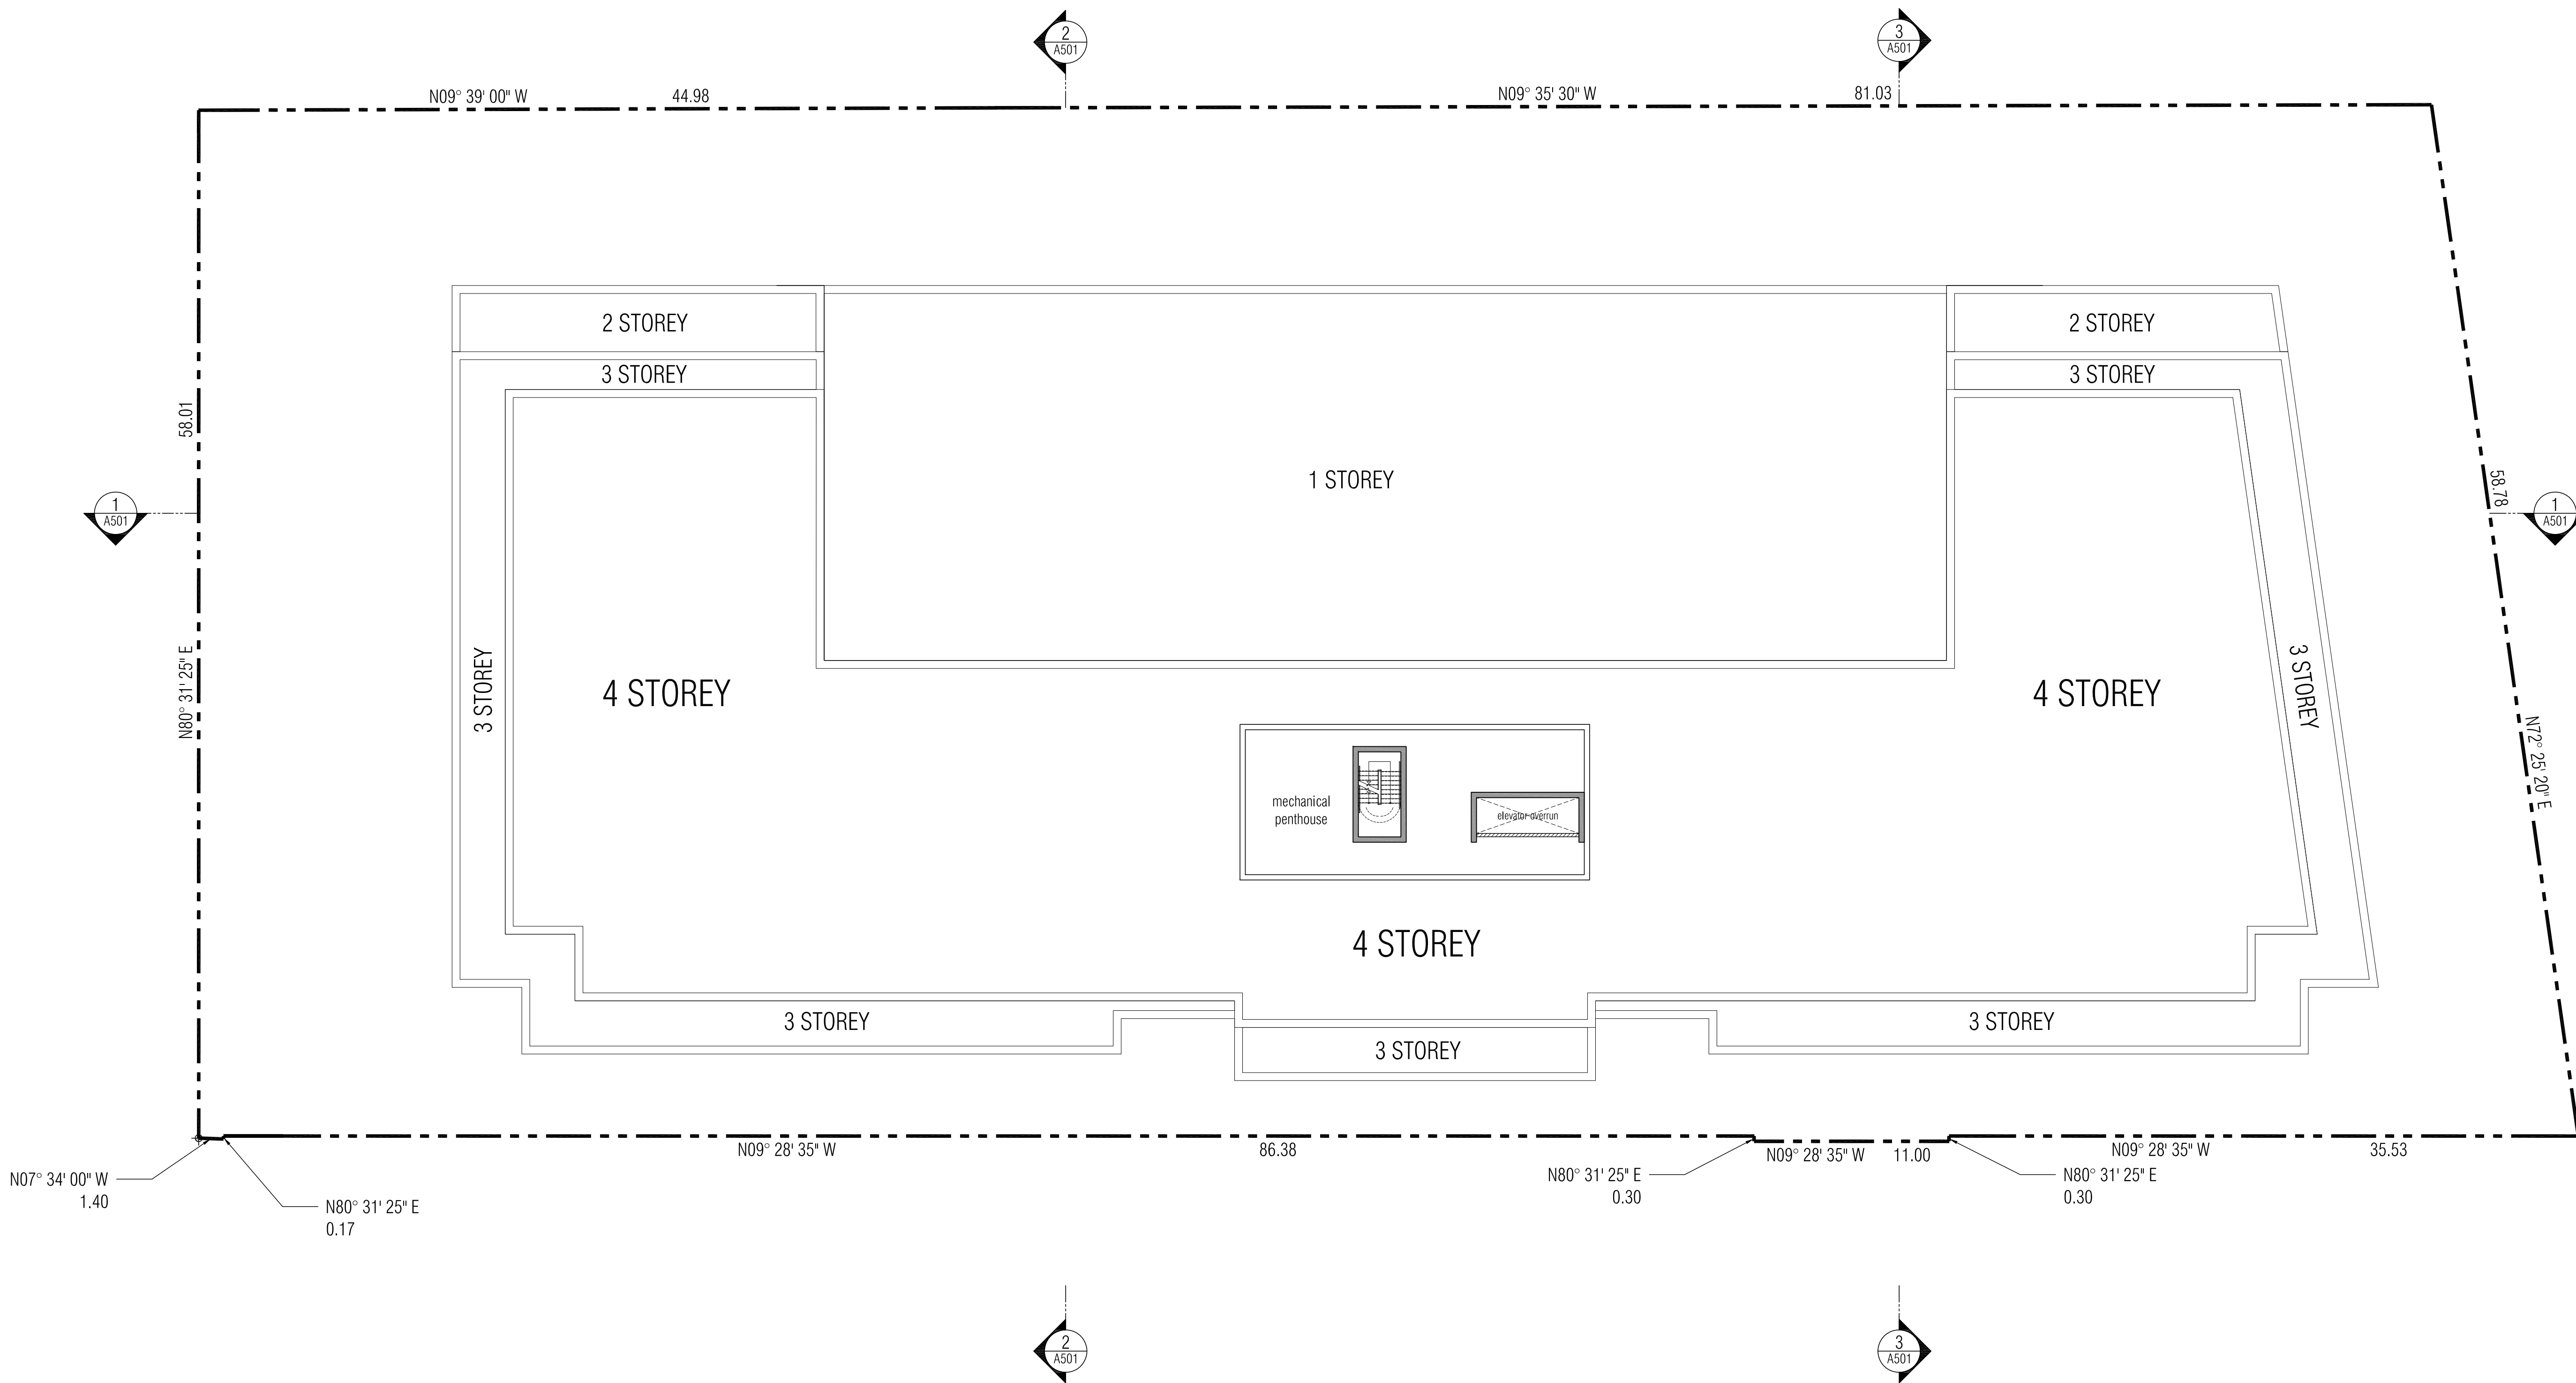 2
A501
3
A501
N09° 39' 00" W
44.98
N09° 35' 30" W
81.03
2 STOREY
2 STOREY
3 STOREY
3 STOREY
58.01
1 STOREY
58.78
1
A501
1
A501
N80° 31' 25" E
3 STOREY
4 STOREY
4 STOREY
3 STOREY
N72° 25' 20" E
mechanical
penthouse
elevator overrun
4 STOREY
3 STOREY
3 STOREY
3 STOREY
N09° 28' 35" W
86.38
N09° 28' 35" W
11.00
N09° 28' 35" W
35.53
N07° 34' 00" W
1.40
N80° 31' 25" E
0.17
N80° 31' 25" E
0.30
N80° 31' 25" E
0.30
2
A501
3
A501